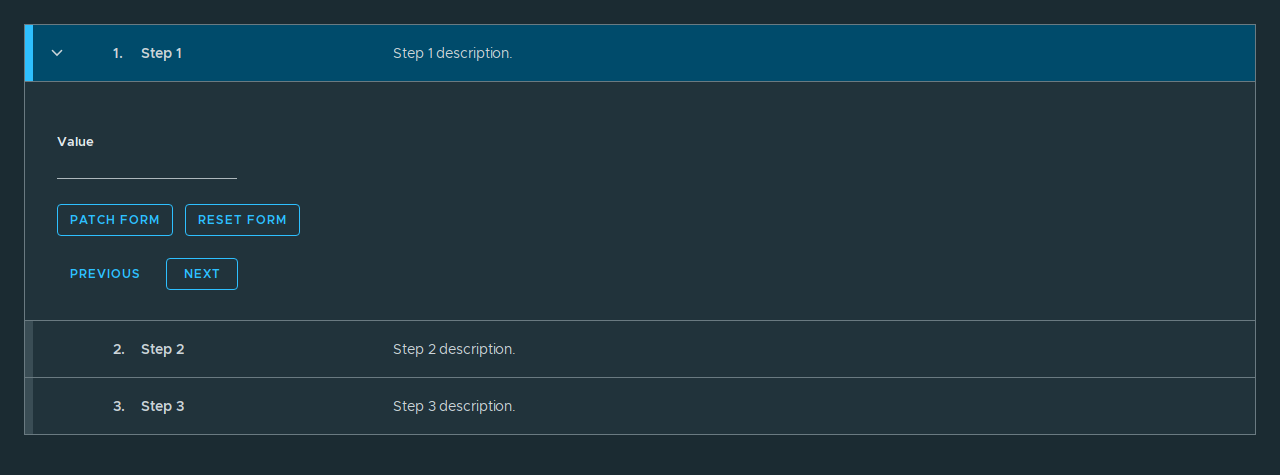 1. Step 1 Step 1 description.
Value
PATCH FORM RESET FORM
PREVIOUS NEXT
2. Step 2 Step 2 description.
3. Step 3 Step 3 description.